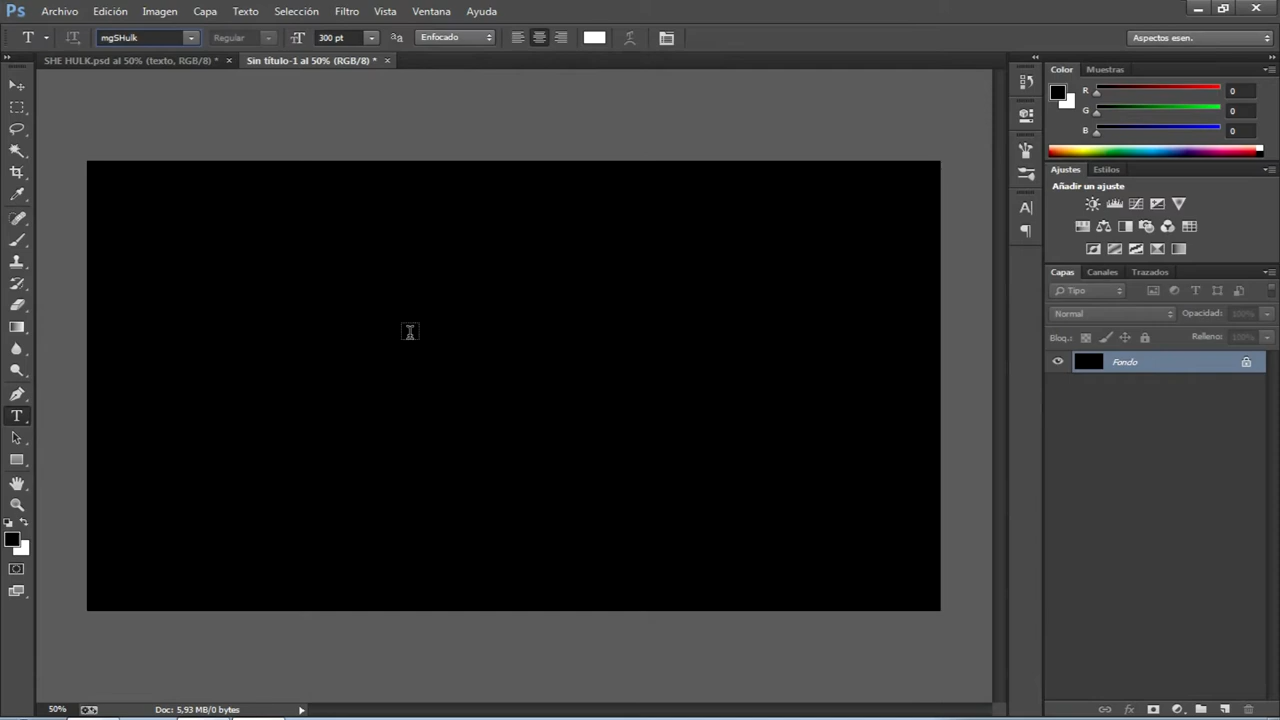 Ps Archivo Edición Imagen Capa Texto Selección Filtro Vista Ventana Ayuda
T mgSHulk Regular 300 pt Enfocado Aspectos esen.
SHE HULK.psd al 50% (texto, RGB/8) * × Sin título-1 al 50% (RGB/8) * ×
Color Muestras
R 0
G 0
B 0
Ajustes Estilos
Añadir un ajuste
Capas Canales Trazados
Tipo
Normal Opacidad: 100%
Bloq.: Relleno: 100%
Fondo
50% Doc: 5,93 MB/0 bytes